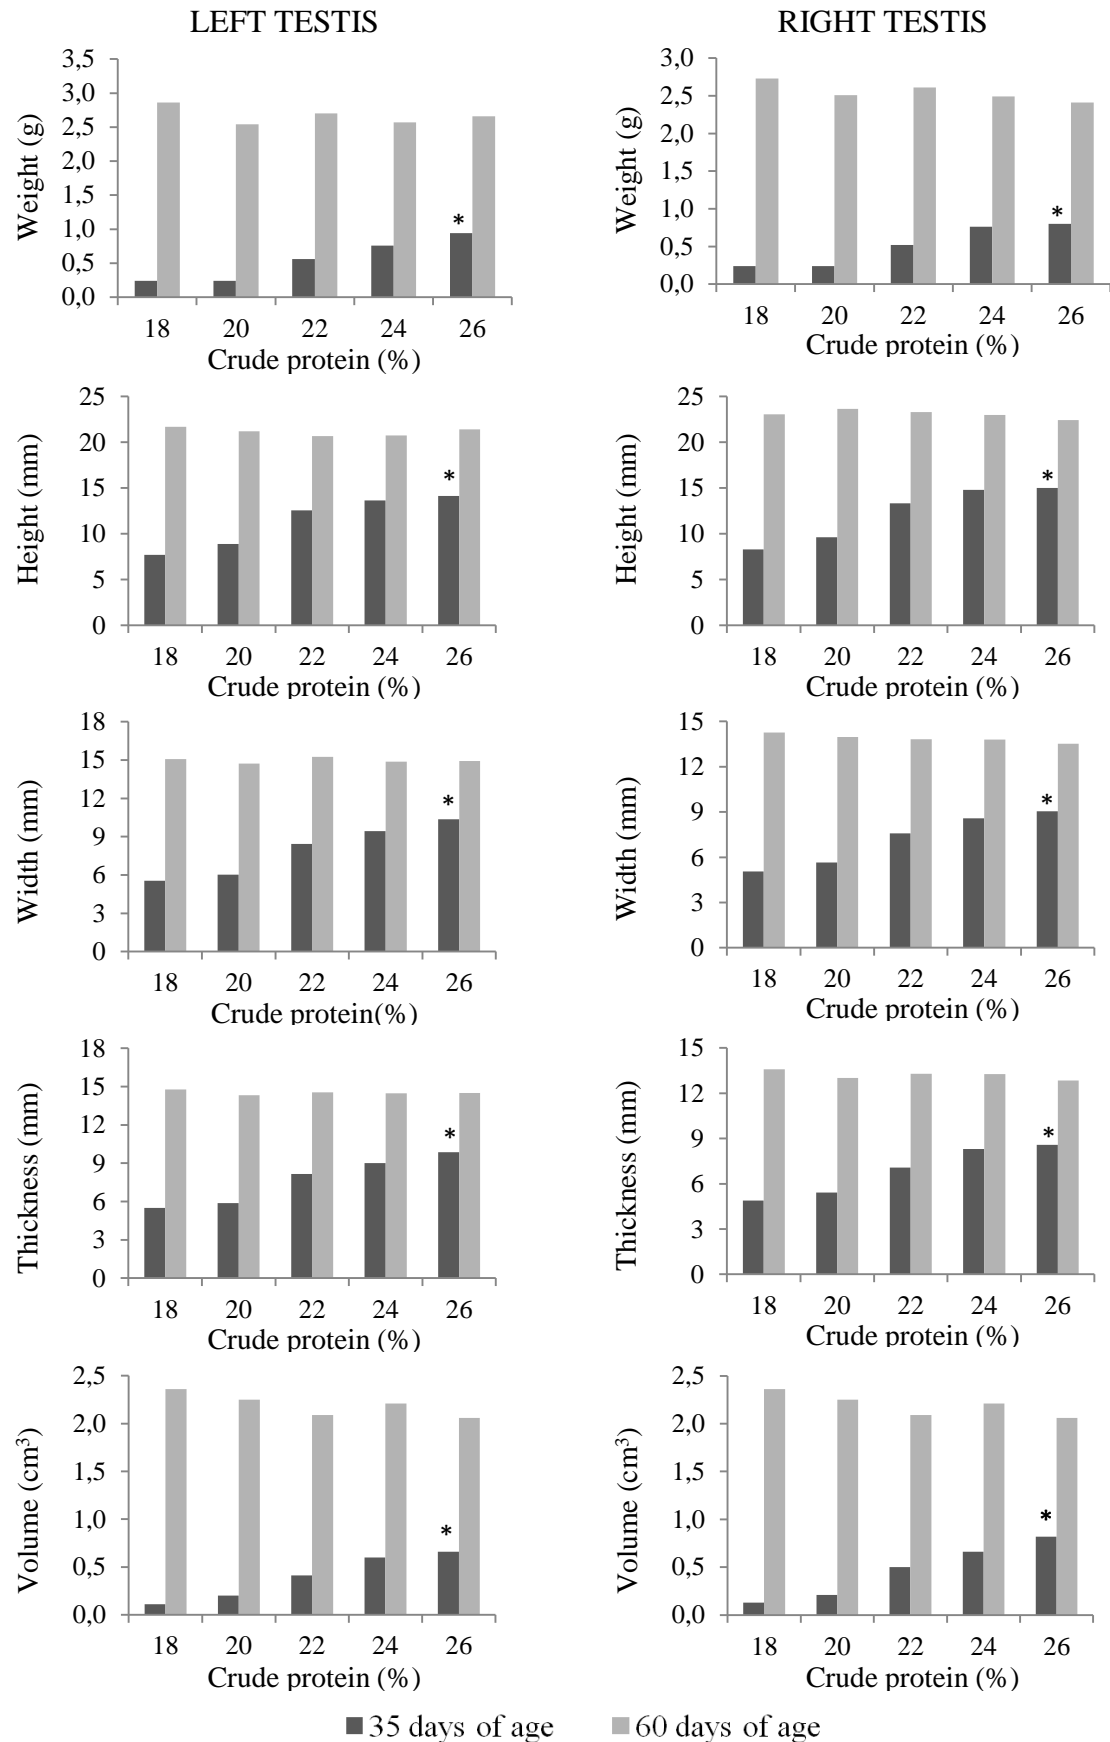 LEFT TESTIS
RIGHT TESTIS
Weight (g)
3,5
3,0
2,5
2,0
1,5
1,0
0,5
0,0
*
18 20 22 24 26
Crude protein (%)
Weight (g)
3,0
2,5
2,0
1,5
1,0
0,5
0,0
*
18 20 22 24 26
Crude protein (%)
Height (mm)
25
20
15
10
5
0
*
18 20 22 24 26
Crude protein (%)
Height (mm)
25
20
15
10
5
0
*
18 20 22 24 26
Crude protein (%)
Width (mm)
18
15
12
9
6
3
0
*
18 20 22 24 26
Crude protein(%)
Width (mm)
15
12
9
6
3
0
*
18 20 22 24 26
Crude protein (%)
Thickness (mm)
18
15
12
9
6
3
0
*
18 20 22 24 26
Crude protein (%)
Thickness (mm)
15
12
9
6
3
0
*
18 20 22 24 26
Crude protein (%)
Volume (cm³)
2,5
2,0
1,5
1,0
0,5
0,0
*
18 20 22 24 26
Crude protein (%)
Volume (cm³)
2,5
2,0
1,5
1,0
0,5
0,0
*
18 20 22 24 26
Crude protein (%)
35 days of age
60 days of age